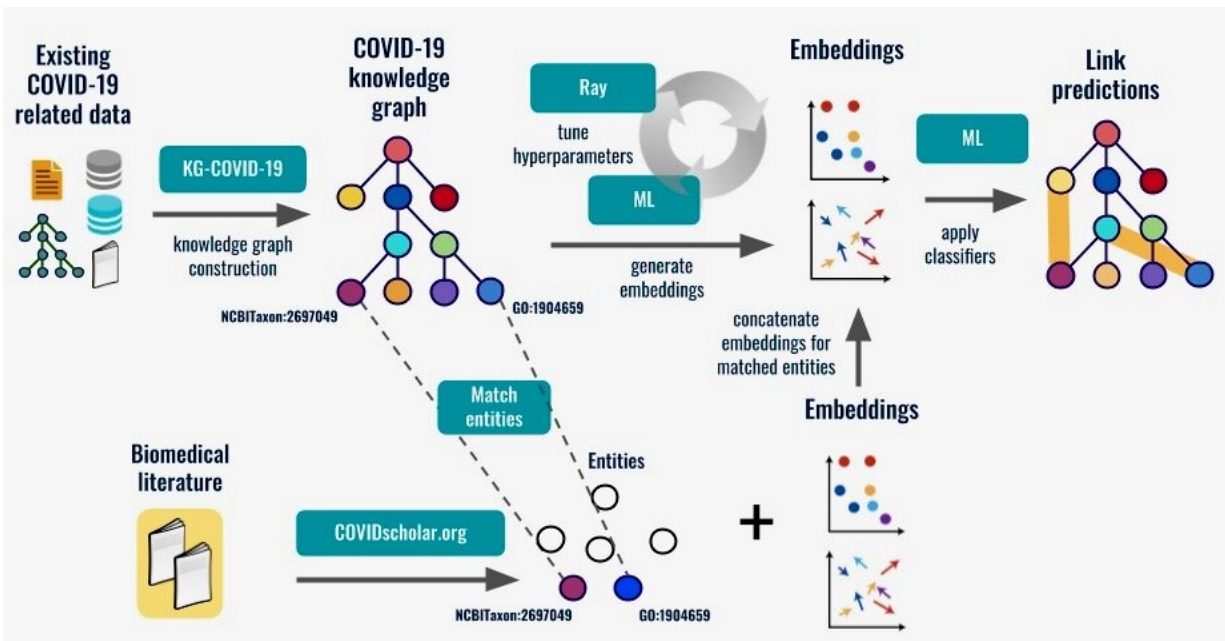 Existing
COVID-19
related data
KG-COVID-19
knowledge graph
construction
COVID-19
knowledge
graph
NCBITaxon:2697049
GO:1904659
Ray
tune
hyperparameters
ML
generate
embeddings
Embeddings
ML
apply
classifiers
Link
predictions
concatenate
embeddings for
matched entities
Match
entities
Biomedical
literature
COVIDscholar.org
Entities
NCBITaxon:2697049
GO:1904659
+
Embeddings